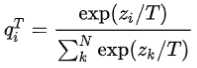 q_i^T = \frac{\exp(z_i/T)}{\sum_k^N \exp(z_k/T)}